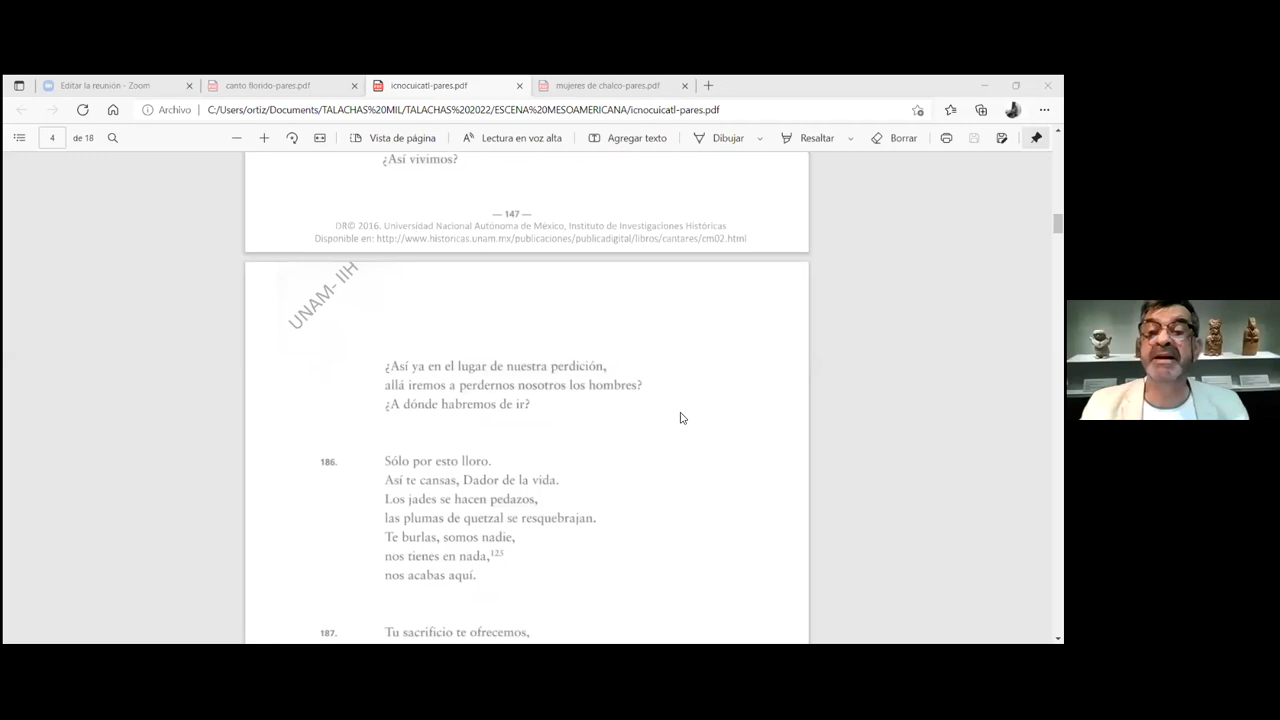 Editar la reunión - Zoom
canto florido-pares.pdf
icnocuicatl-pares.pdf
mujeres de chalco-pares.pdf
Archivo
C:/Users/ortiz/Documents/TALACHAS%20MIL/TALACHAS%202022/ESCENA%20MESOAMERICANA/icnocuicatl-pares.pdf
4
de 18
Vista de página
Lectura en voz alta
Agregar texto
Dibujar
Resaltar
Borrar
¿Así vivimos?
— 147 —
DR© 2016. Universidad Nacional Autónoma de México, Instituto de Investigaciones Históricas
Disponible en: http://www.historicas.unam.mx/publicaciones/publicadigital/libros/cantares/cm02.html
UNAM- IIH
¿Así ya en el lugar de nuestra perdición,
allá iremos a perdernos nosotros los hombres?
¿A dónde habremos de ir?
186. Sólo por esto lloro.
Así te cansas, Dador de la vida.
Los jades se hacen pedazos,
las plumas de quetzal se resquebrajan.
Te burlas, somos nadie,
nos tienes en nada,125
nos acabas aquí.
187. Tu sacrificio te ofrecemos,